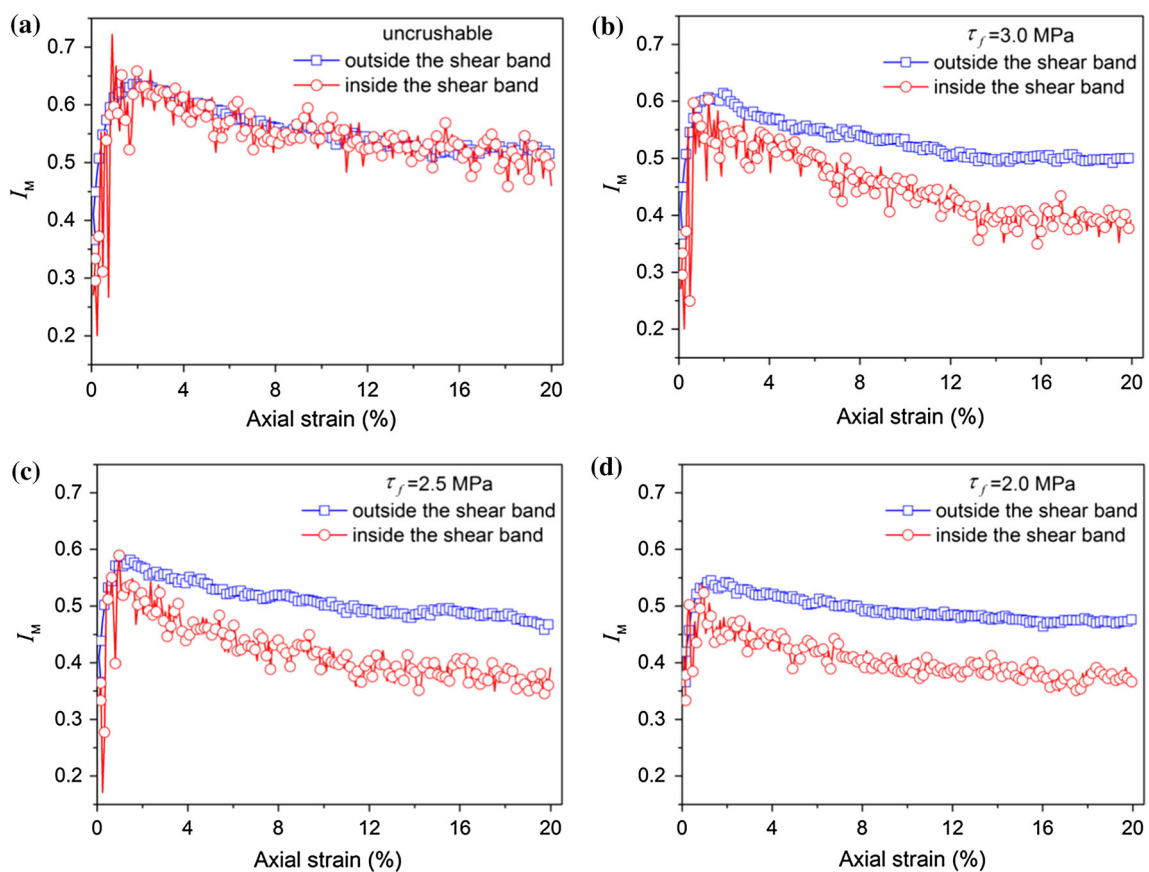 (a)
uncrushable
outside the shear band
inside the shear band
0.7
0.6
0.5
0.4
0.3
0.2
I_M
0 4 8 12 16 20
Axial strain (%)
(b)
τ_f=3.0 MPa
outside the shear band
inside the shear band
0.7
0.6
0.5
0.4
0.3
0.2
I_M
0 4 8 12 16 20
Axial strain (%)
(c)
τ_f=2.5 MPa
outside the shear band
inside the shear band
0.7
0.6
0.5
0.4
0.3
0.2
I_M
0 4 8 12 16 20
Axial strain (%)
(d)
τ_f=2.0 MPa
outside the shear band
inside the shear band
0.7
0.6
0.5
0.4
0.3
0.2
I_M
0 4 8 12 16 20
Axial strain (%)